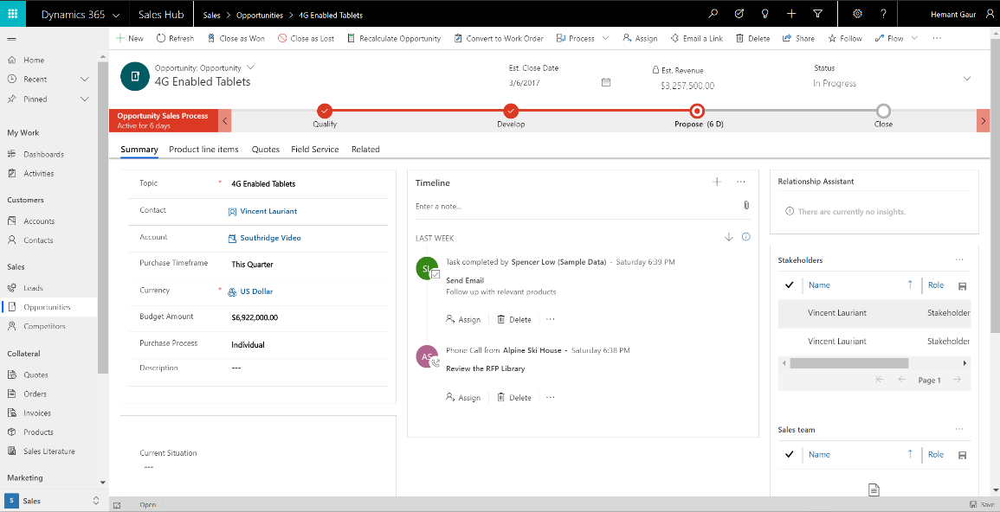 Dynamics 365 Sales Hub Sales > Opportunities > 4G Enabled Tablets Hemant Gaur
New Refresh Close as Won Close as Lost Recalculate Opportunity Convert to Work Order Process Assign Email a Link Delete Share Follow Flow ...
Home
Recent
Pinned
My Work
Dashboards
Activities
Customers
Accounts
Contacts
Sales
Leads
Opportunities
Competitors
Collateral
Quotes
Orders
Invoices
Products
Sales Literature
Marketing
S Sales
Opportunity: Opportunity
4G Enabled Tablets
Est. Close Date
3/6/2017
Est. Revenue
$3,257,500.00
Status
In Progress
Opportunity Sales Process
Active for 6 days
Qualify
Develop
Propose (6 D)
Close
Summary Product line items Quotes Field Service Related
Topic * 4G Enabled Tablets
Contact Vincent Lauriant
Account Southridge Video
Purchase Timeframe This Quarter
Currency * US Dollar
Budget Amount $6,922,000.00
Purchase Process Individual
Description ---
Current Situation
---
Timeline
Enter a note...
LAST WEEK
SL
Task completed by Spencer Low (Sample Data) - Saturday 6:39 PM
Send Email
Follow up with relevant products
Assign Delete ...
AS
Phone Call from Alpine Ski House - Saturday 6:38 PM
Review the RFP Library
Assign Delete ...
Relationship Assistant
There are currently no insights.
Stakeholders
Name Role
Vincent Lauriant Stakeholder
Vincent Lauriant Stakeholder
Page 1
Sales team
Name Role
Open
Save